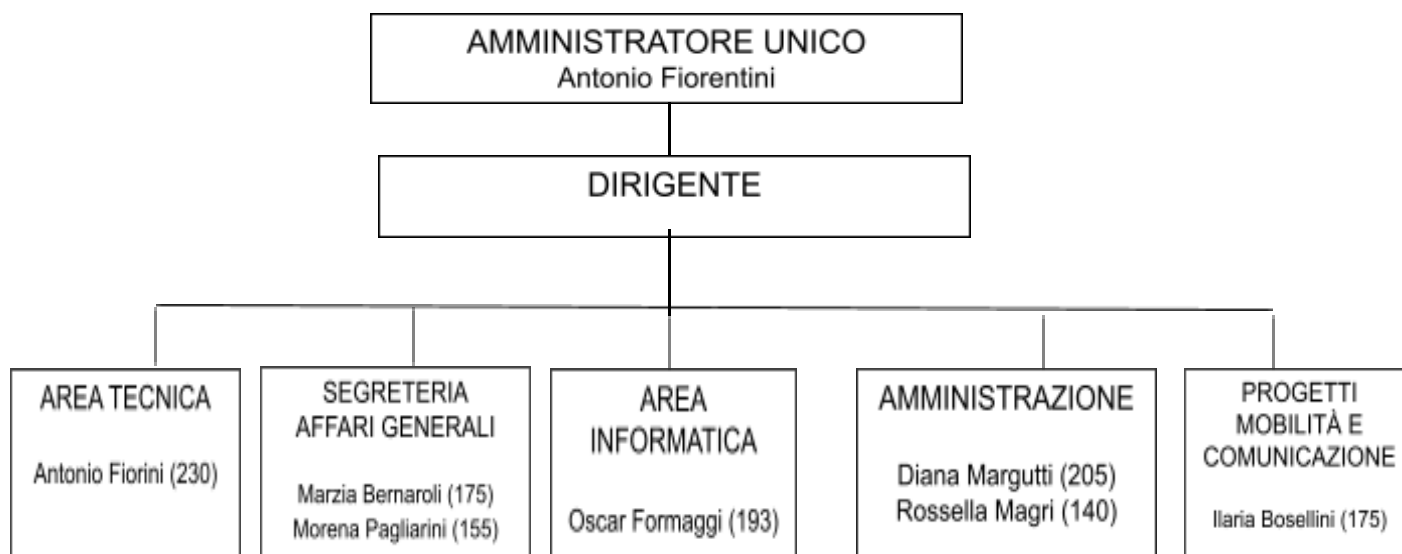 AMMINISTRATORE UNICO
Antonio Fiorentini
DIRIGENTE
AREA TECNICA
Antonio Fiorini (230)
SEGRETERIA
AFFARI GENERALI
Marzia Bernaroli (175)
Morena Pagliarini (155)
AREA
INFORMATICA
Oscar Formaggi (193)
AMMINISTRAZIONE
Diana Margutti (205)
Rossella Magri (140)
PROGETTI
MOBILITÀ E
COMUNICAZIONE
Ilaria Bosellini (175)